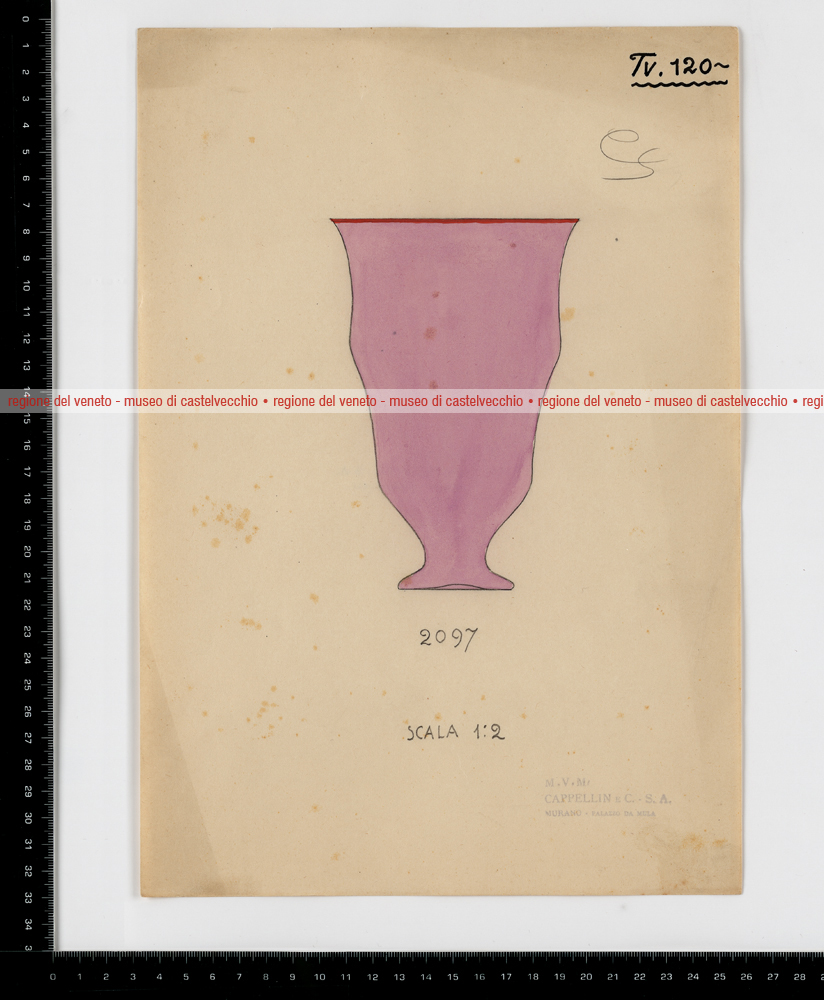 Tv. 120~
regione del veneto - museo di castelvecchio • regione del veneto - museo di castelvecchio • regione del veneto - museo di castelvecchio • regi
2097
SCALA 1:2
M.V.M.
CAPPELLIN & C. - S. A.
MURANO - PALAZZO DA MULA
0 1 2 3 4 5 6 7 8 9 10 11 12 13 14 15 16 17 18 19 20 21 22 23 24 25 26 27 28 29 30 31 32 33 34 3
0 1 2 3 4 5 6 7 8 9 10 11 12 13 14 15 16 17 18 19 20 21 22 23 24 25 26 27 28 2